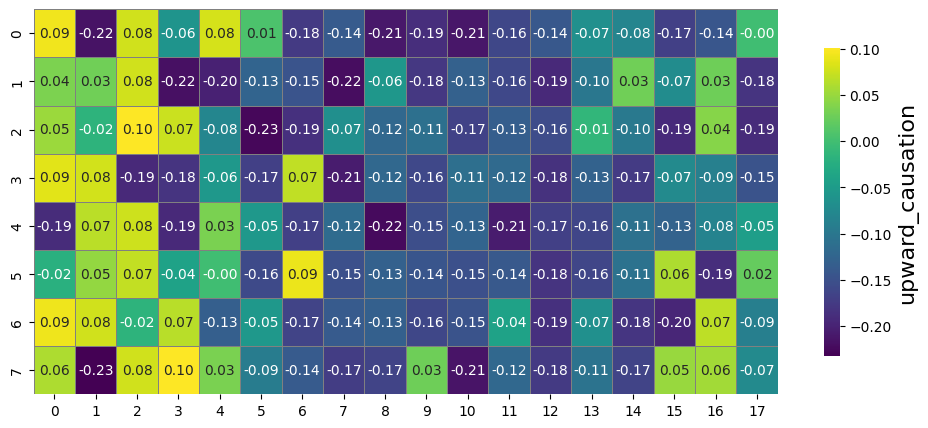 0 0.09 -0.22 0.08 -0.06 0.08 0.01 -0.18 -0.14 -0.21 -0.19 -0.21 -0.16 -0.14 -0.07 -0.08 -0.17 -0.14 -0.00
1 0.04 0.03 0.08 -0.22 -0.20 -0.13 -0.15 -0.22 -0.06 -0.18 -0.13 -0.16 -0.19 -0.10 0.03 -0.07 0.03 -0.18
2 0.05 -0.02 0.10 0.07 -0.08 -0.23 -0.19 -0.07 -0.12 -0.11 -0.17 -0.13 -0.16 -0.01 -0.10 -0.19 0.04 -0.19
3 0.09 0.08 -0.19 -0.18 -0.06 -0.17 0.07 -0.21 -0.12 -0.16 -0.11 -0.12 -0.18 -0.13 -0.17 -0.07 -0.09 -0.15
4 -0.19 0.07 0.08 -0.19 0.03 -0.05 -0.17 -0.12 -0.22 -0.15 -0.13 -0.21 -0.17 -0.16 -0.11 -0.13 -0.08 -0.05
5 -0.02 0.05 0.07 -0.04 -0.00 -0.16 0.09 -0.15 -0.13 -0.14 -0.15 -0.14 -0.18 -0.16 -0.11 0.06 -0.19 0.02
6 0.09 0.08 -0.02 0.07 -0.13 -0.05 -0.17 -0.14 -0.13 -0.16 -0.15 -0.04 -0.19 -0.07 -0.18 -0.20 0.07 -0.09
7 0.06 -0.23 0.08 0.10 0.03 -0.09 -0.14 -0.17 -0.17 0.03 -0.21 -0.12 -0.18 -0.11 -0.17 0.05 0.06 -0.07
0 1 2 3 4 5 6 7 8 9 10 11 12 13 14 15 16 17
0.10
0.05
0.00
−0.05
−0.10
−0.15
−0.20
upward_causation